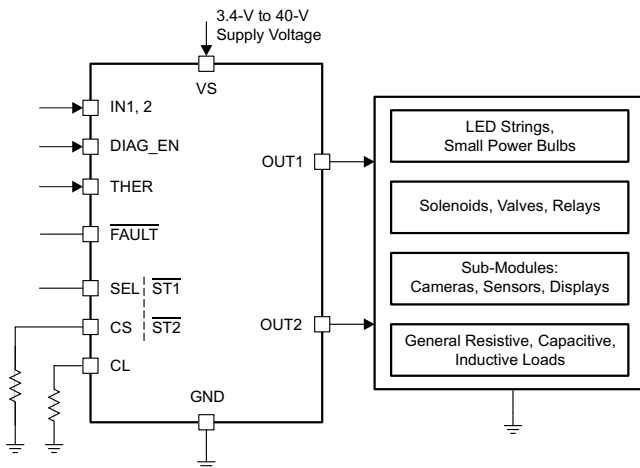 3.4-V to 40-V
Supply Voltage
VS
IN1, 2
DIAG_EN
THER
FAULT
SEL
ST1
CS
ST2
CL
GND
OUT1
OUT2
LED Strings,
Small Power Bulbs
Solenoids, Valves, Relays
Sub-Modules:
Cameras, Sensors, Displays
General Resistive, Capacitive,
Inductive Loads